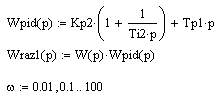 Wpid(p) := Kp2·(1 + 1/(Ti2·p)) + Tp1·p
Wraz1(p) := W(p)·Wpid(p)
ω := 0.01, 0.1 .. 100